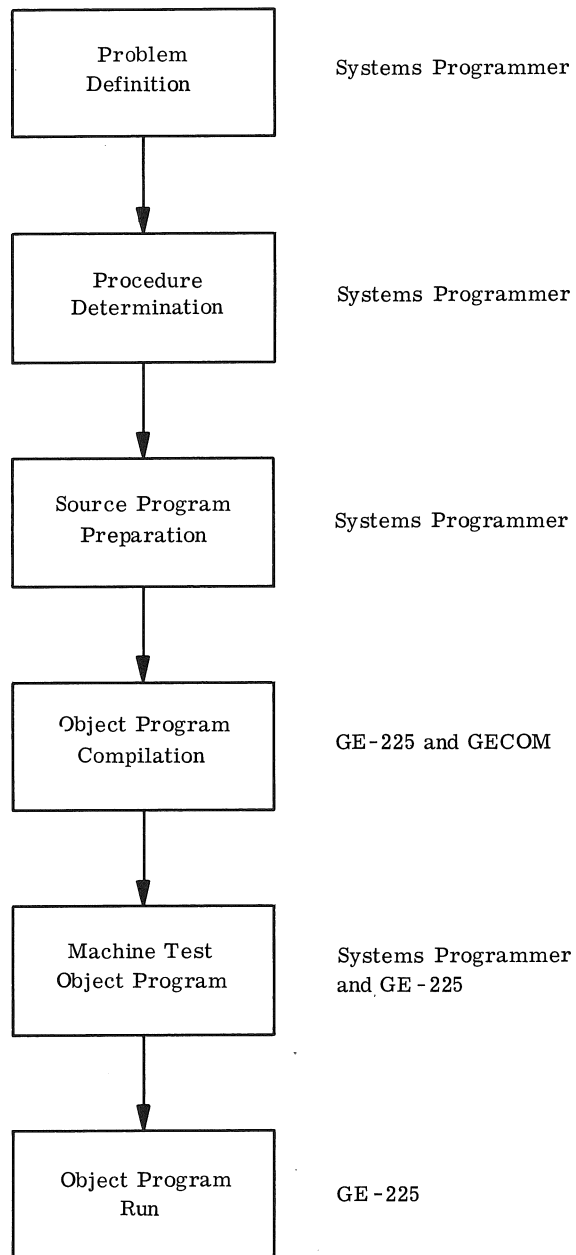 Problem
Definition
Systems Programmer
Procedure
Determination
Systems Programmer
Source Program
Preparation
Systems Programmer
Object Program
Compilation
GE-225 and GECOM
Machine Test
Object Program
Systems Programmer
and GE-225
Object Program
Run
GE-225